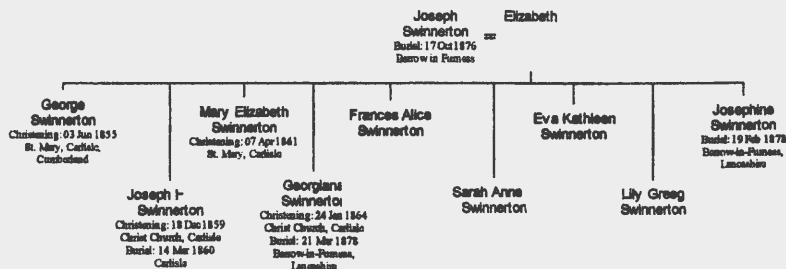 Joseph
Swinnerton
Burial: 17 Oct 1876
Barrow in Furness
=
Elizabeth
George
Swinnerton
Christening: 03 Jun 1855
St. Mary, Carlisle,
Cumberland
Joseph H
Swinnerton
Christening: 18 Dec 1859
Christ Church, Carlisle
Burial: 14 Mar 1860
Carlisle
Mary Elizabeth
Swinnerton
Christening: 07 Apr 1861
St. Mary, Carlisle
Georgiana
Swinnerton
Christening: 24 Jan 1864
Christ Church, Carlisle
Burial: 21 Mar 1878
Barrow-in-Furness,
Lancashire
Frances Alice
Swinnerton
Sarah Anne
Swinnerton
Eva Kathleen
Swinnerton
Lily Greeg
Swinnerton
Josephine
Swinnerton
Burial: 19 Feb 1878
Barrow-in-Furness,
Lancashire